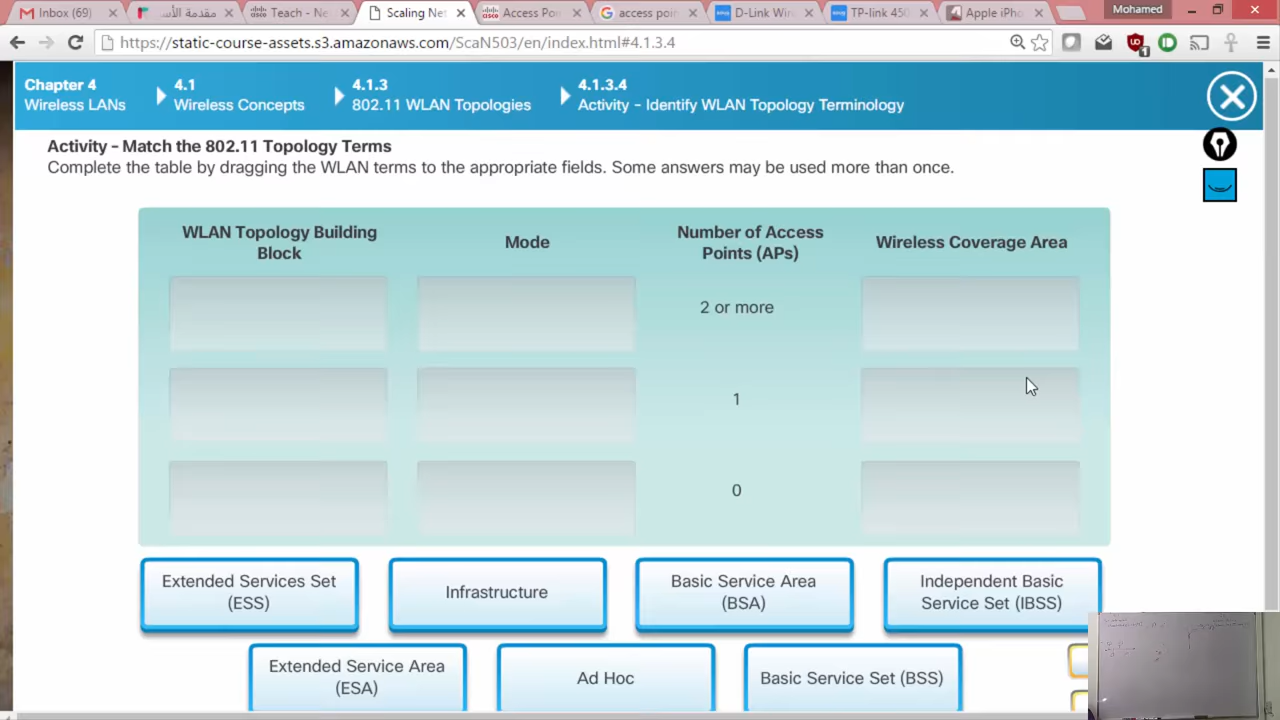 Inbox (69)
مقدمة الأس
Teach - Ne
Scaling Net
Access Poi
access poin
D-Link Wir
TP-link 450
Apple iPho
Mohamed
https://static-course-assets.s3.amazonaws.com/ScaN503/en/index.html#4.1.3.4
1
Chapter 4
Wireless LANs
4.1
Wireless Concepts
4.1.3
802.11 WLAN Topologies
4.1.3.4
Activity - Identify WLAN Topology Terminology
Activity - Match the 802.11 Topology Terms
Complete the table by dragging the WLAN terms to the appropriate fields. Some answers may be used more than once.
WLAN Topology Building
Block
Mode
Number of Access
Points (APs)
Wireless Coverage Area
2 or more
1
0
Extended Services Set
(ESS)
Infrastructure
Basic Service Area
(BSA)
Independent Basic
Service Set (IBSS)
Extended Service Area
(ESA)
Ad Hoc
Basic Service Set (BSS)